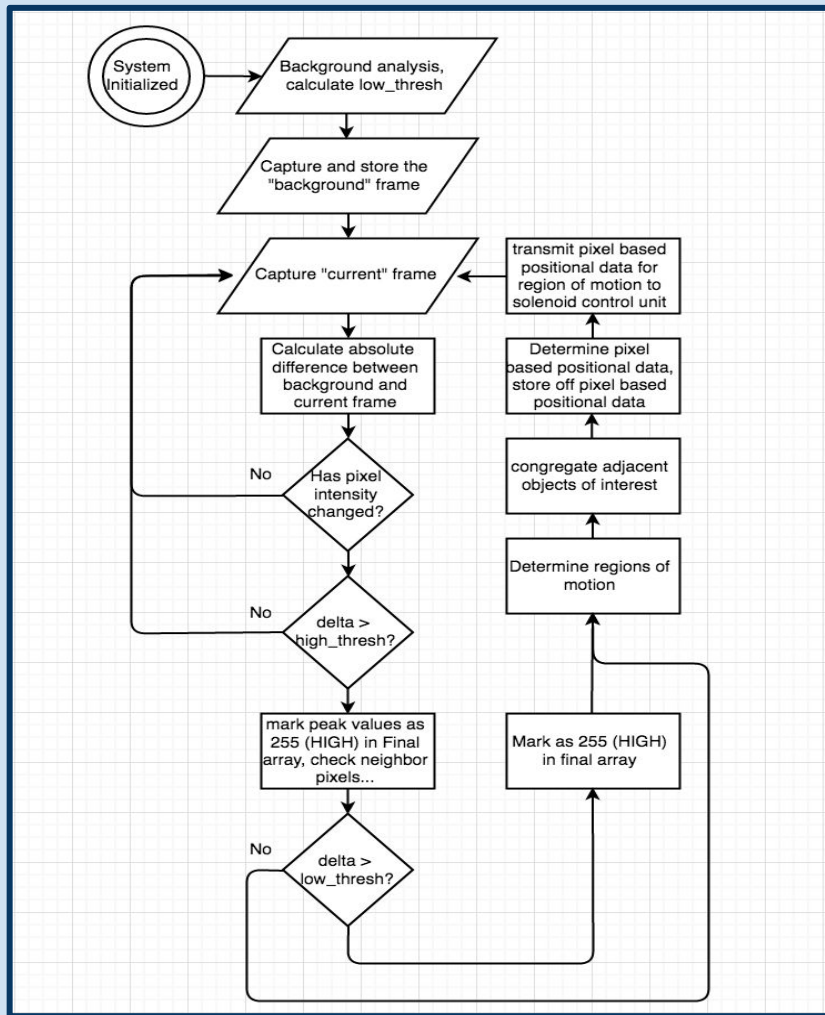 System
Initialized
Background analysis,
calculate low_thresh
Capture and store the
"background" frame
Capture "current" frame
Calculate absolute
difference between
background and
current frame
No
Has pixel
intensity
changed?
No
delta >
high_thresh?
mark peak values as
255 (HIGH) in Final
array, check neighbor
pixels...
No
delta >
low_thresh?
Mark as 255 (HIGH)
in final array
Determine regions of
motion
congregate adjacent
objects of interest
Determine pixel
based positional data,
store off pixel based
positional data
transmit pixel based
positional data for
region of motion to
solenoid control unit